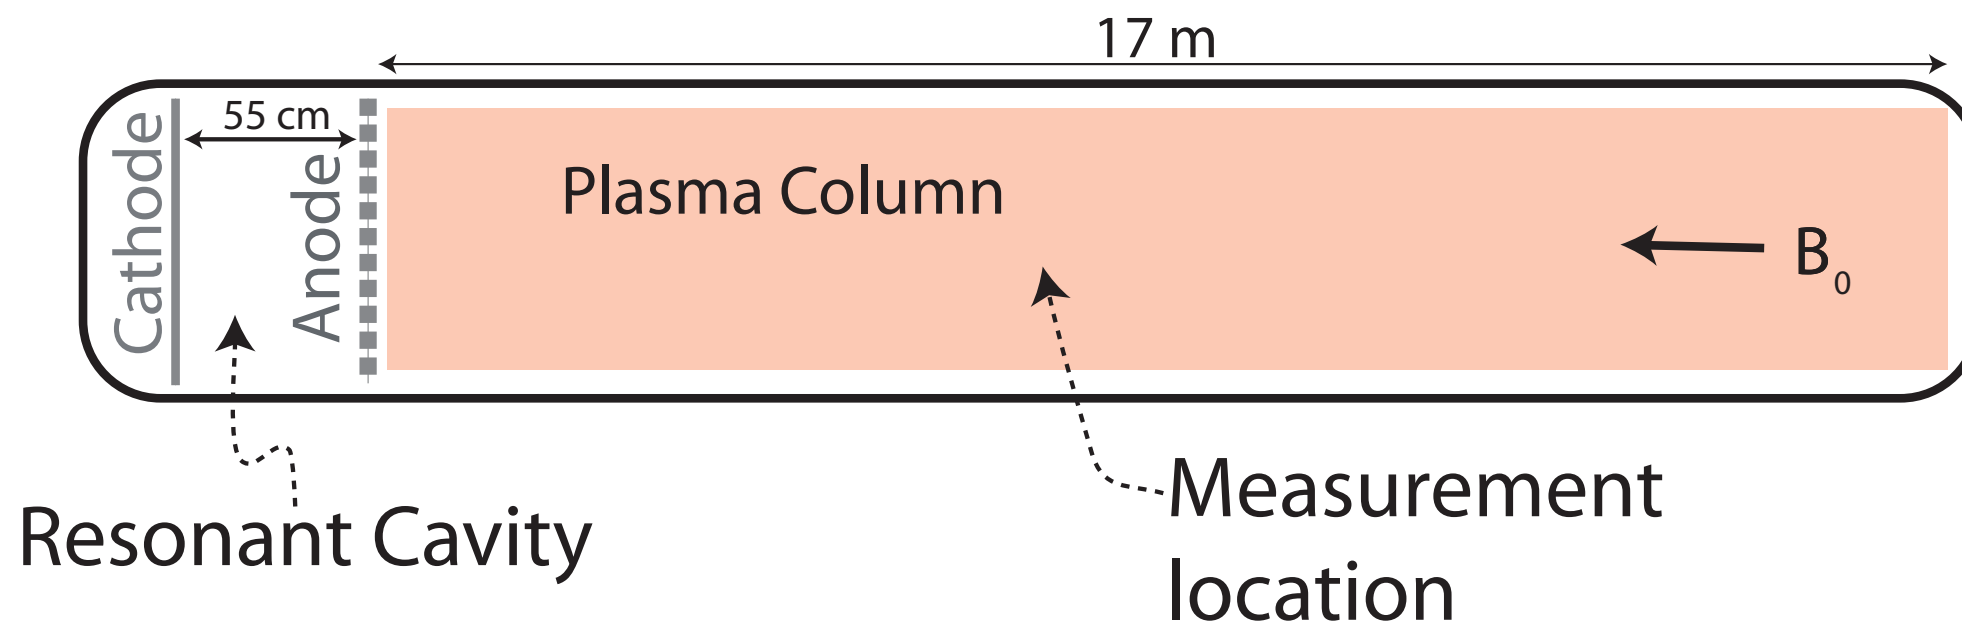 17 m
55 cm
Cathode
Anode
Plasma Column
B0
Resonant Cavity
Measurement
location